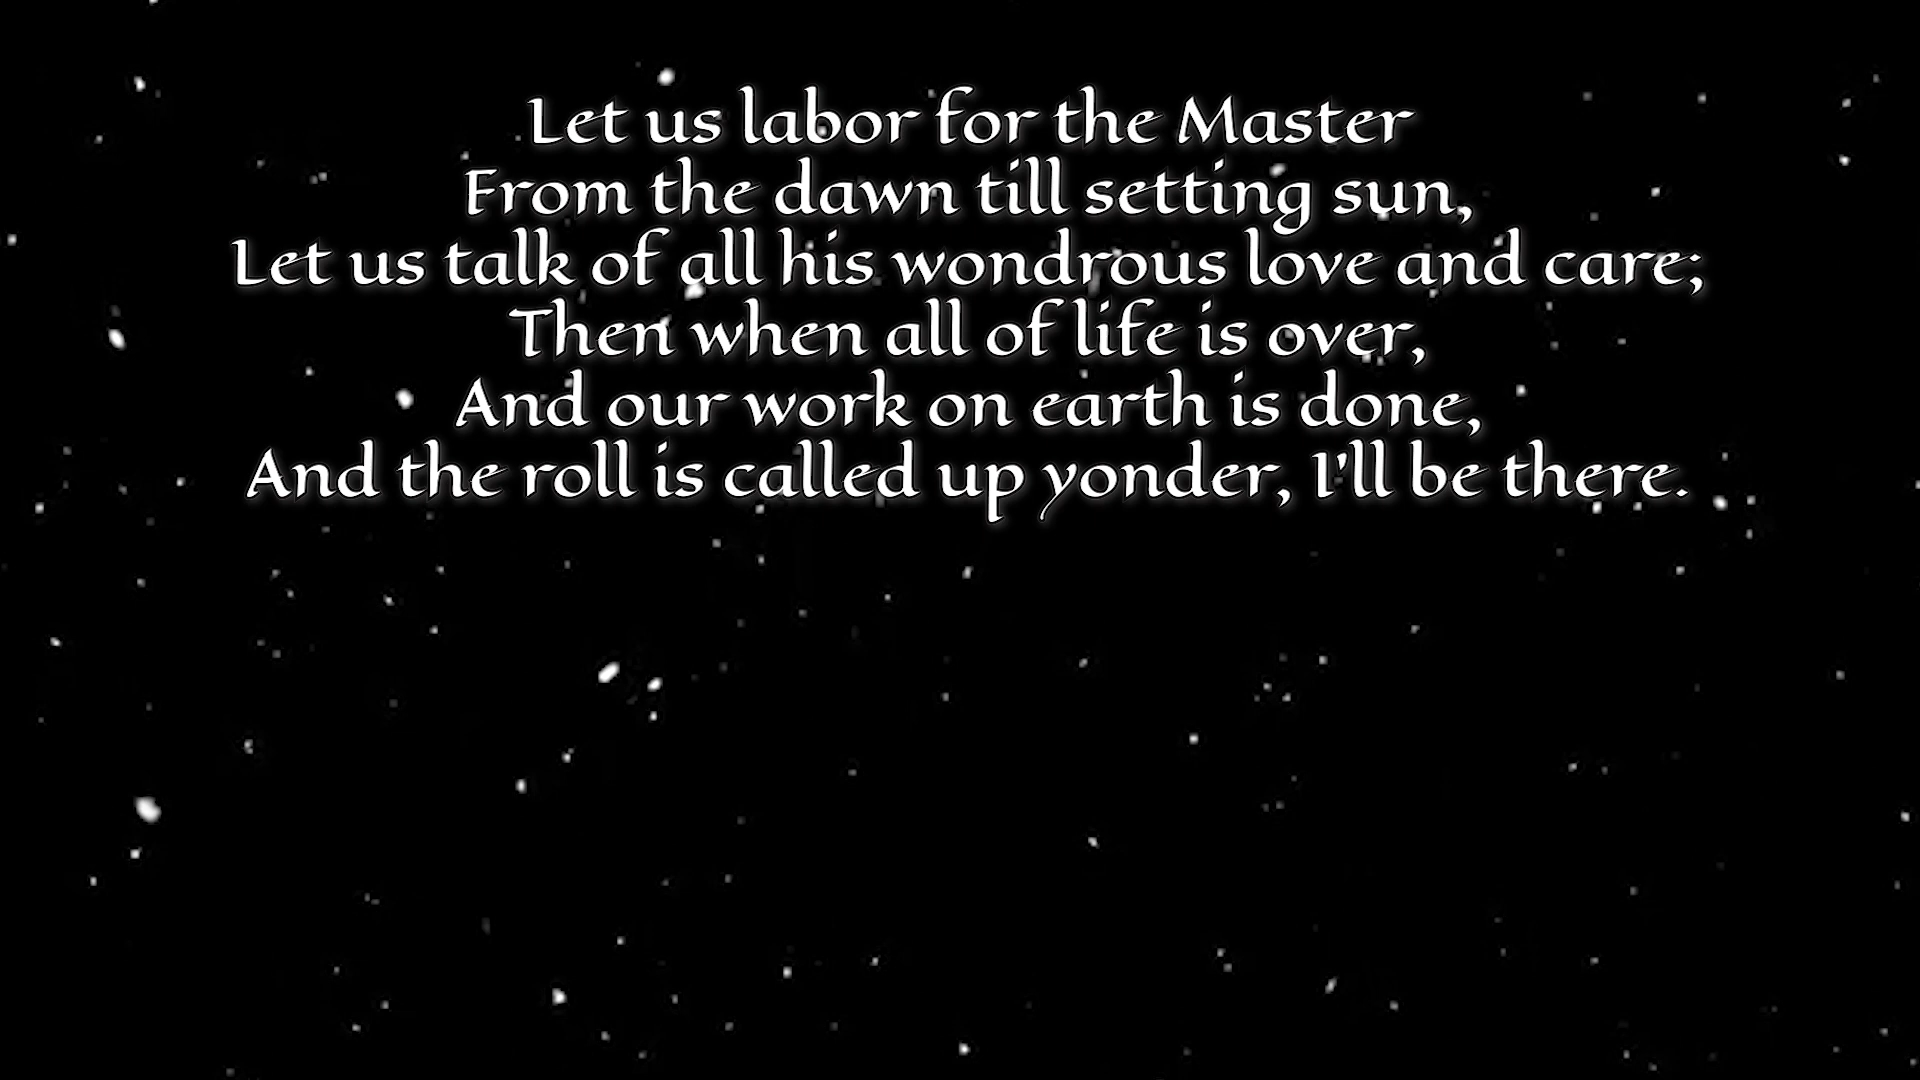 Let us labor for the Master
From the dawn till setting sun,
Let us talk of all his wondrous love and care;
Then when all of life is over,
And our work on earth is done,
And the roll is called up yonder, I'll be there.